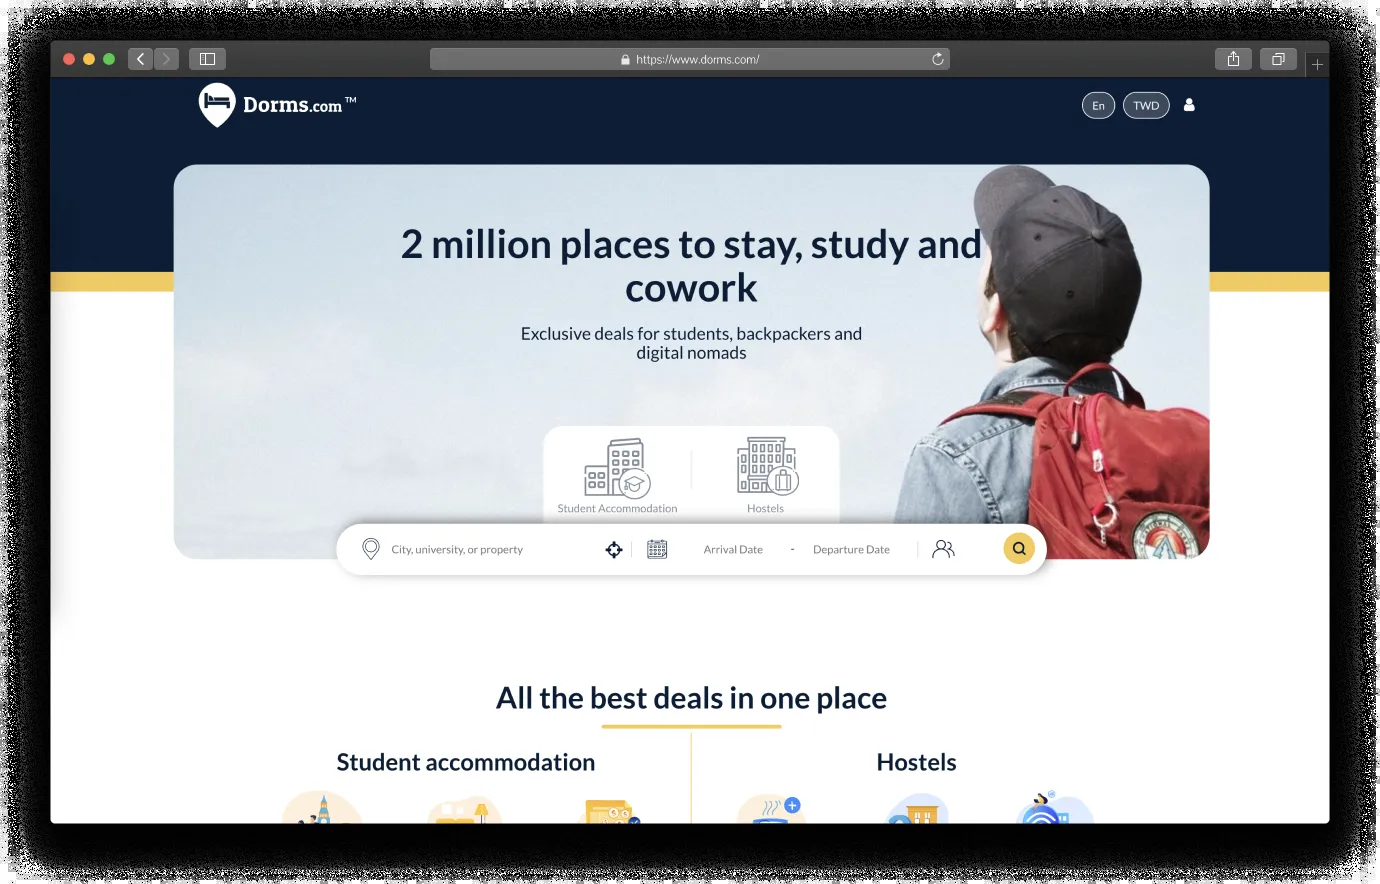 https://www.dorms.com/
Dorms.com™
En
TWD
2 million places to stay, study and
cowork
Exclusive deals for students, backpackers and
digital nomads
Student Accommodation
Hostels
City, university, or property
Arrival Date - Departure Date
All the best deals in one place
Student accommodation
Hostels